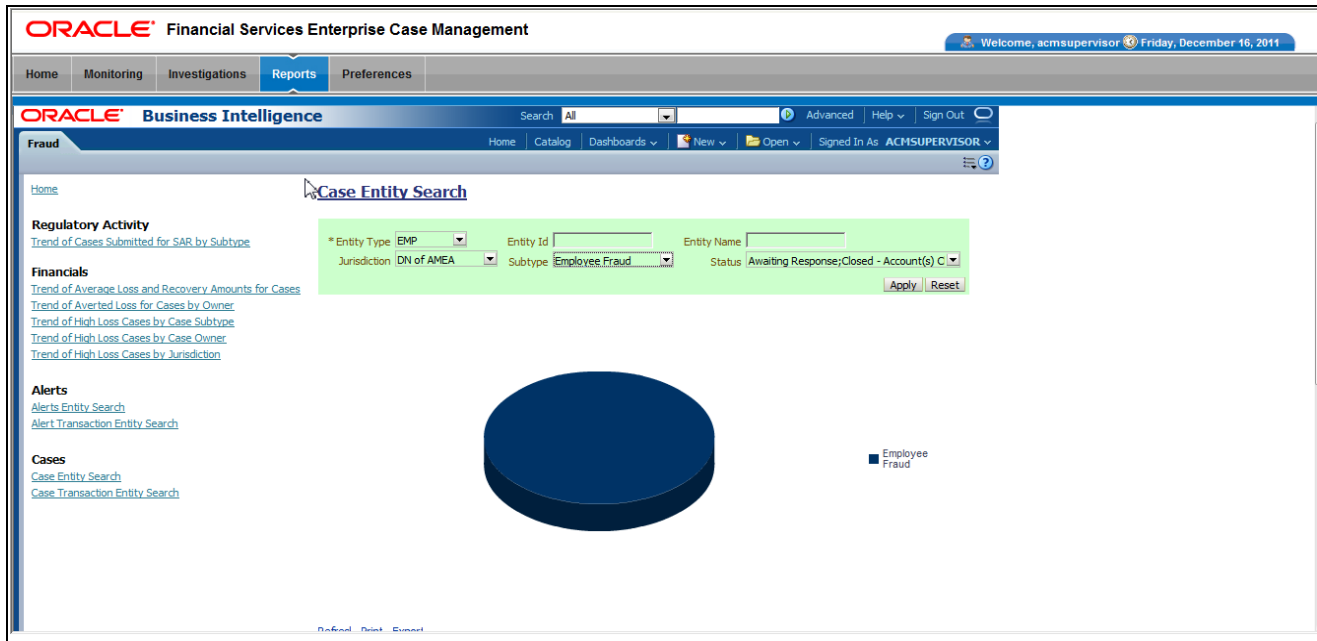 ORACLE Financial Services Enterprise Case Management
Welcome, acmsupervisor Friday, December 16, 2011
Home Monitoring Investigations Reports Preferences
ORACLE Business Intelligence
Search All Advanced Help Sign Out
Fraud
Home Catalog Dashboards New Open Signed In As ACMSUPERVISOR
Home
Regulatory Activity
Trend of Cases Submitted for SAR by Subtype
Financials
Trend of Average Loss and Recovery Amounts for Cases
Trend of Averted Loss for Cases by Owner
Trend of High Loss Cases by Case Subtype
Trend of High Loss Cases by Case Owner
Trend of High Loss Cases by Jurisdiction
Alerts
Alerts Entity Search
Alert Transaction Entity Search
Cases
Case Entity Search
Case Transaction Entity Search
Case Entity Search
* Entity Type EMP Entity Id Entity Name
Jurisdiction DN of AMEA Subtype Employee Fraud Status Awaiting Response;Closed - Account(s) C
Apply Reset
Employee
Fraud
Print Export